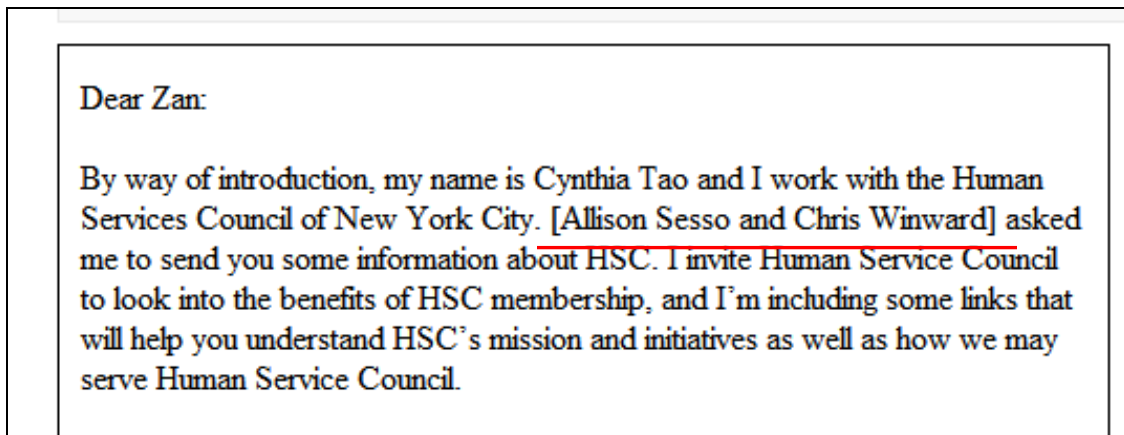 Dear Zan:
By way of introduction, my name is Cynthia Tao and I work with the Human
Services Council of New York City. [Allison Sesso and Chris Winward] asked
me to send you some information about HSC. I invite Human Service Council
to look into the benefits of HSC membership, and I’m including some links that
will help you understand HSC’s mission and initiatives as well as how we may
serve Human Service Council.